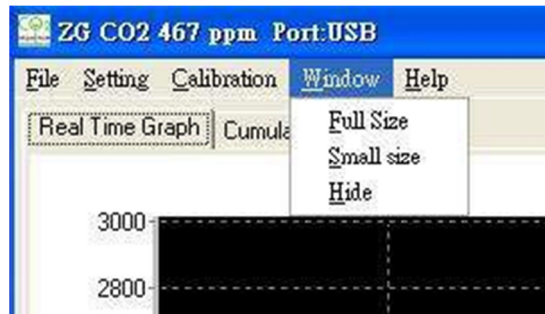 ZG CO2 467 ppm Port:USB
File Setting Calibration Window Help
Real Time Graph Cumula
Full Size
Small size
Hide
3000
2800